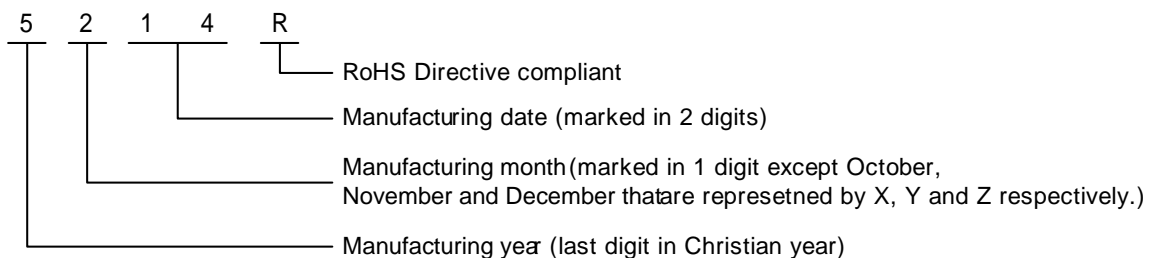 5 2 1 4 R
RoHS Directive compliant
Manufacturing date (marked in 2 digits)
Manufacturing month(marked in 1 digit except October,
November and December thatare represetned by X, Y and Z respectively.)
Manufacturing year (last digit in Christian year)